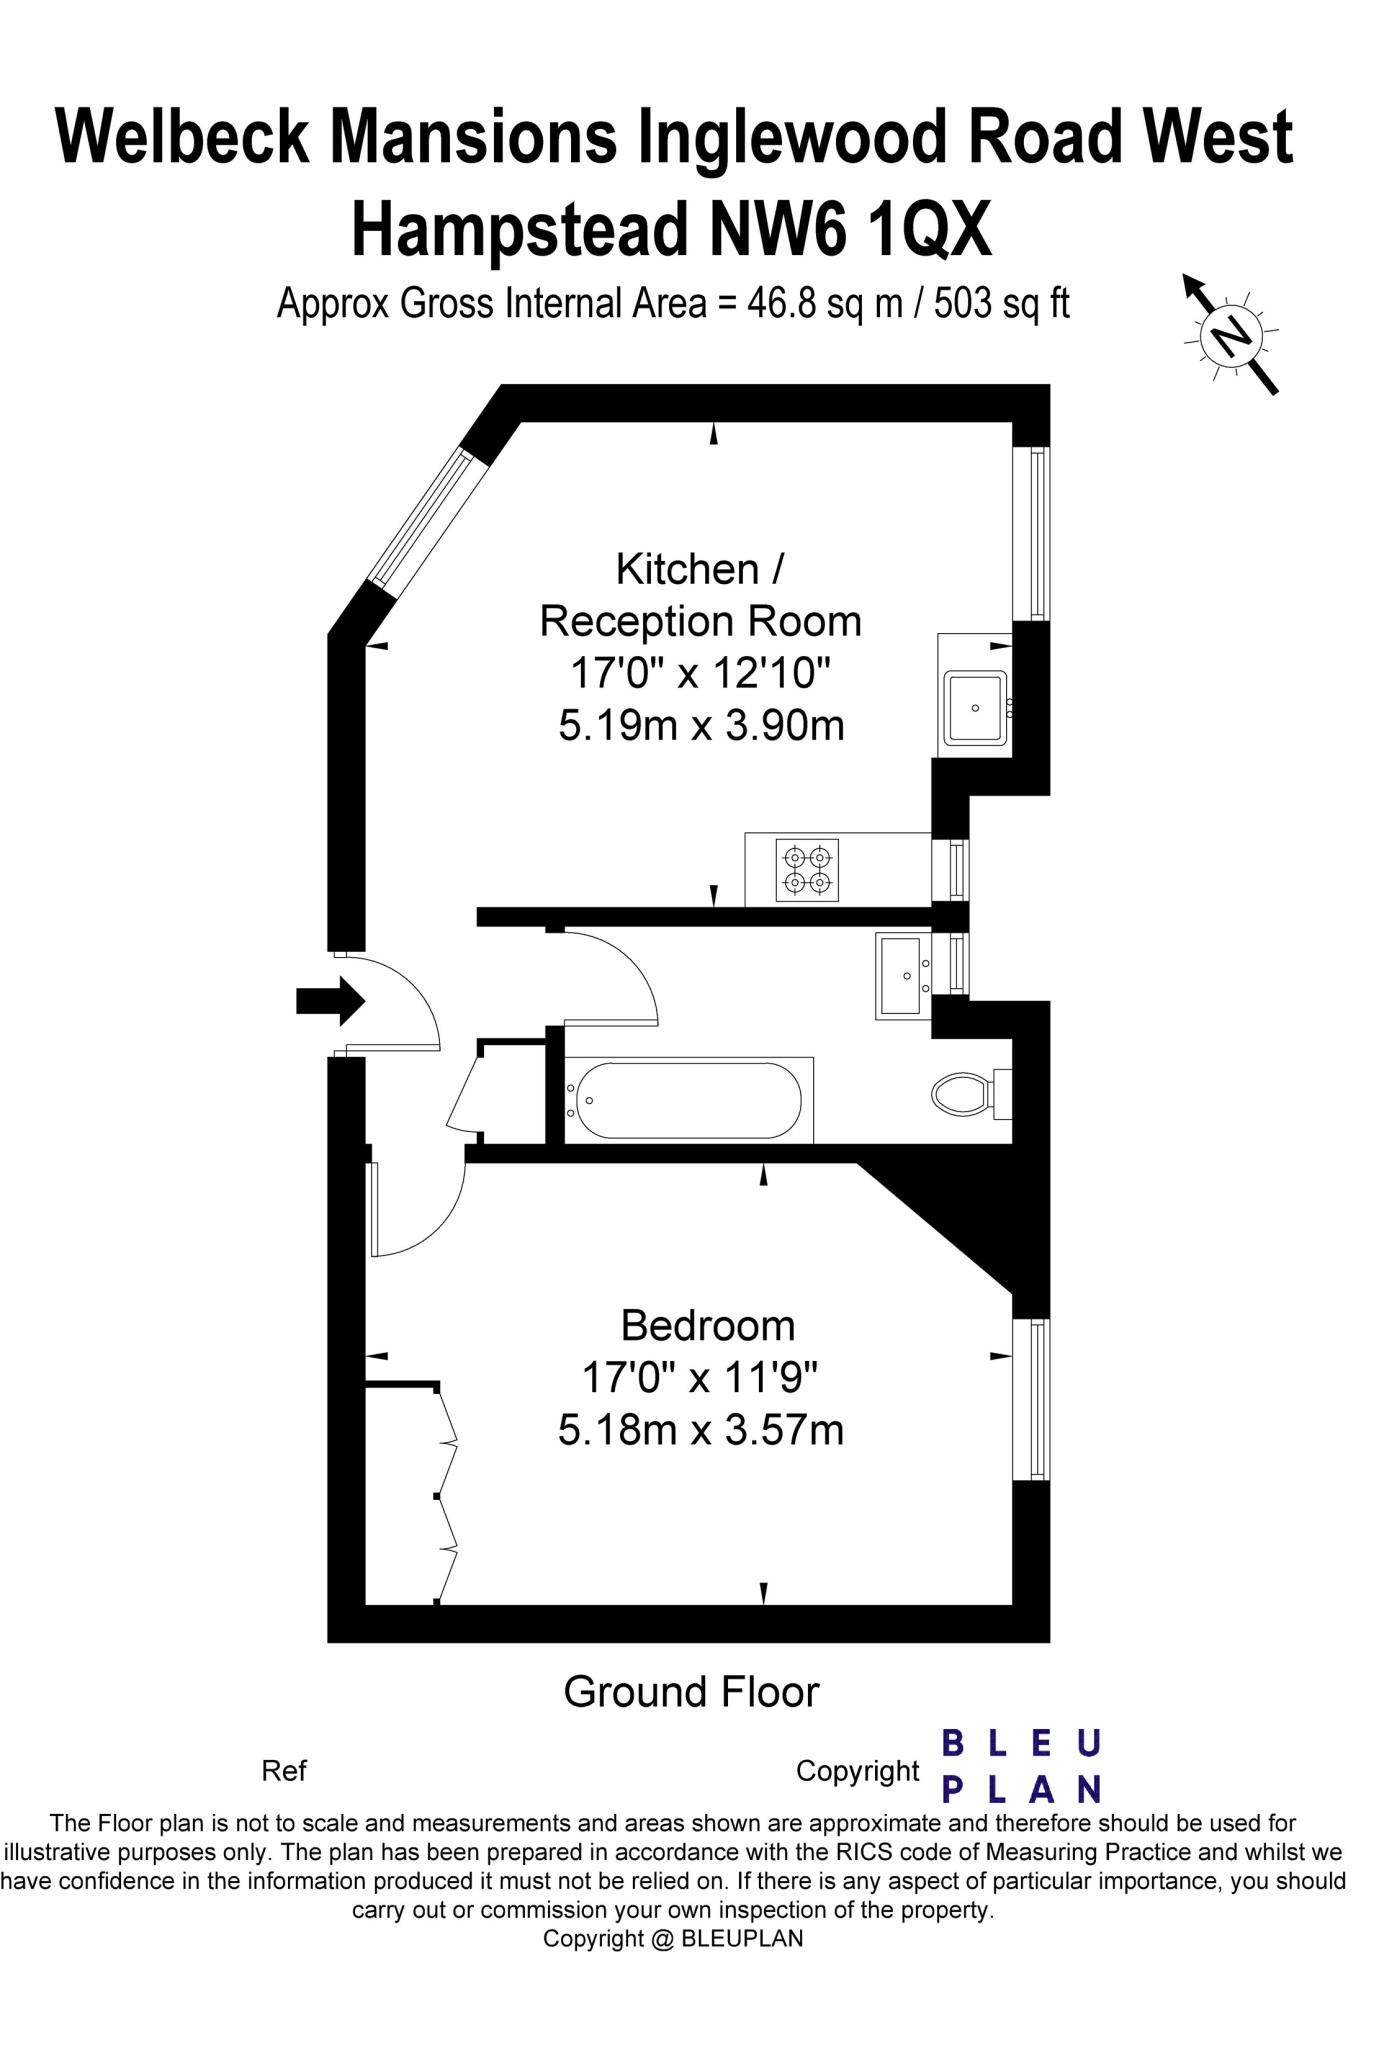 Welbeck Mansions Inglewood Road West
Hampstead NW6 1QX
Approx Gross Internal Area = 46.8 sq m / 503 sq ft
N
Kitchen /
Reception Room
17'0" x 12'10"
5.19m x 3.90m
Bedroom
17'0" x 11'9"
5.18m x 3.57m
Ground Floor
Ref
Copyright
BLEU
PLAN
The Floor plan is not to scale and measurements and areas shown are approximate and therefore should be used for
illustrative purposes only. The plan has been prepared in accordance with the RICS code of Measuring Practice and whilst we
have confidence in the information produced it must not be relied on. If there is any aspect of particular importance, you should
carry out or commission your own inspection of the property.
Copyright @ BLEUPLAN